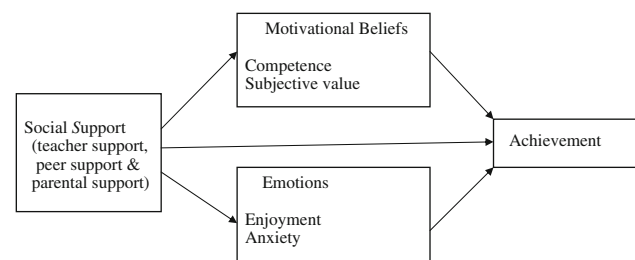 Motivational Beliefs
Competence
Subjective value
Social Support
(teacher support,
peer support &
parental support)
Achievement
Emotions
Enjoyment
Anxiety